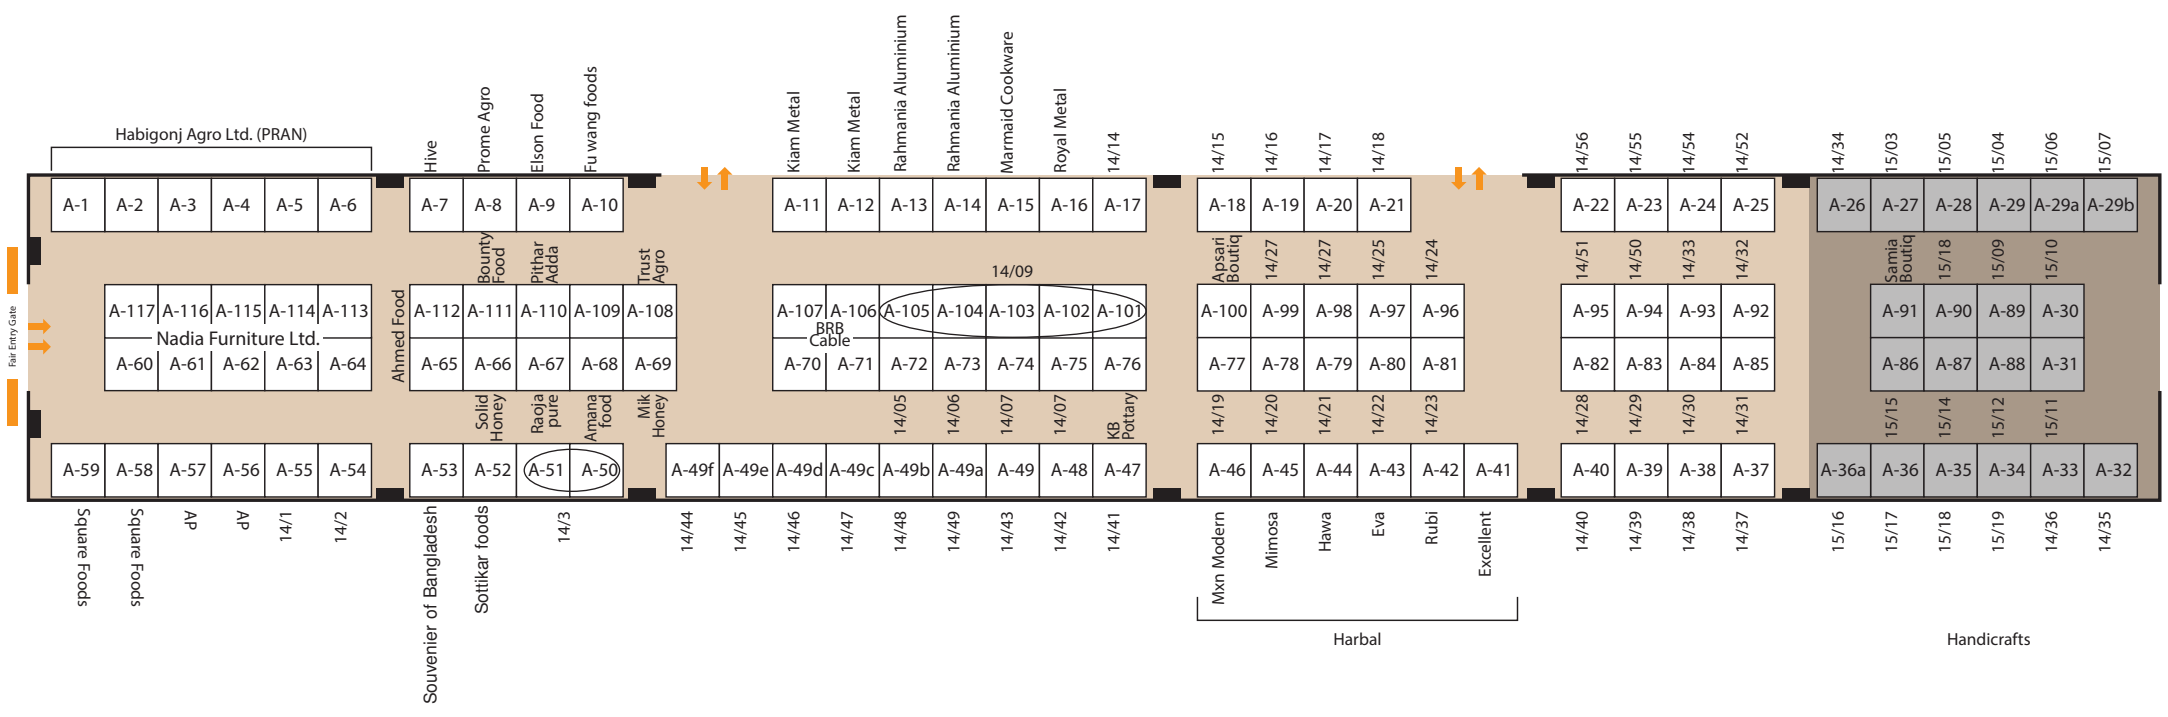 Habigonj Agro Ltd. (PRAN)
Hive
Prome Agro
Elson Food
Fu wang foods
Kiam Metal
Kiam Metal
Rahmania Aluminium
Rahmania Aluminium
Marmaid Cookware
Royal Metal
14/14
14/15
14/16
14/17
14/18
14/56
14/55
14/54
14/52
14/34
15/03
15/05
15/04
15/06
15/07
A-1 A-2 A-3 A-4 A-5 A-6
A-7 A-8 A-9 A-10
A-11 A-12 A-13 A-14 A-15 A-16 A-17
A-18 A-19 A-20 A-21
A-22 A-23 A-24 A-25
A-26 A-27 A-28 A-29 A-29a A-29b
Bounty
Food
Pithar
Adda
Trust
Agro
14/09
Apsari
Boutiq
14/27
14/27
14/25
14/24
14/51
14/50
14/33
14/32
Samia
Boutiq
15/18
15/09
15/10
Fair Entry Gate
A-117 A-116 A-115 A-114 A-113
Nadia Furniture Ltd.
A-60 A-61 A-62 A-63 A-64
Ahmed Food
A-112 A-111 A-110 A-109 A-108
A-65 A-66 A-67 A-68 A-69
A-107 A-106 A-105 A-104 A-103 A-102 A-101
BRB
Cable
A-70 A-71 A-72 A-73 A-74 A-75 A-76
A-100 A-99 A-98 A-97 A-96
A-77 A-78 A-79 A-80 A-81
A-95 A-94 A-93 A-92
A-82 A-83 A-84 A-85
A-91 A-90 A-89 A-30
A-86 A-87 A-88 A-31
Solid
Honey
Raoja
pure
Amana
food
Mik
Honey
14/05
14/06
14/07
14/07
KB
Pottary
14/19
14/20
14/21
14/22
14/23
14/28
14/29
14/30
14/31
15/15
15/14
15/12
15/11
A-59 A-58 A-57 A-56 A-55 A-54
A-53 A-52 A-51 A-50
A-49f A-49e A-49d A-49c A-49b A-49a A-49 A-48 A-47
A-46 A-45 A-44 A-43 A-42 A-41
A-40 A-39 A-38 A-37
A-36a A-36 A-35 A-34 A-33 A-32
Square Foods
Square Foods
AP
AP
14/1
14/2
Souvenier of Bangladesh
Sottikar foods
14/3
14/44
14/45
14/46
14/47
14/48
14/49
14/43
14/42
14/41
Mxn Modern
Mimosa
Hawa
Eva
Rubi
Excellent
14/40
14/39
14/38
14/37
15/16
15/17
15/18
15/19
14/36
14/35
Harbal
Handicrafts